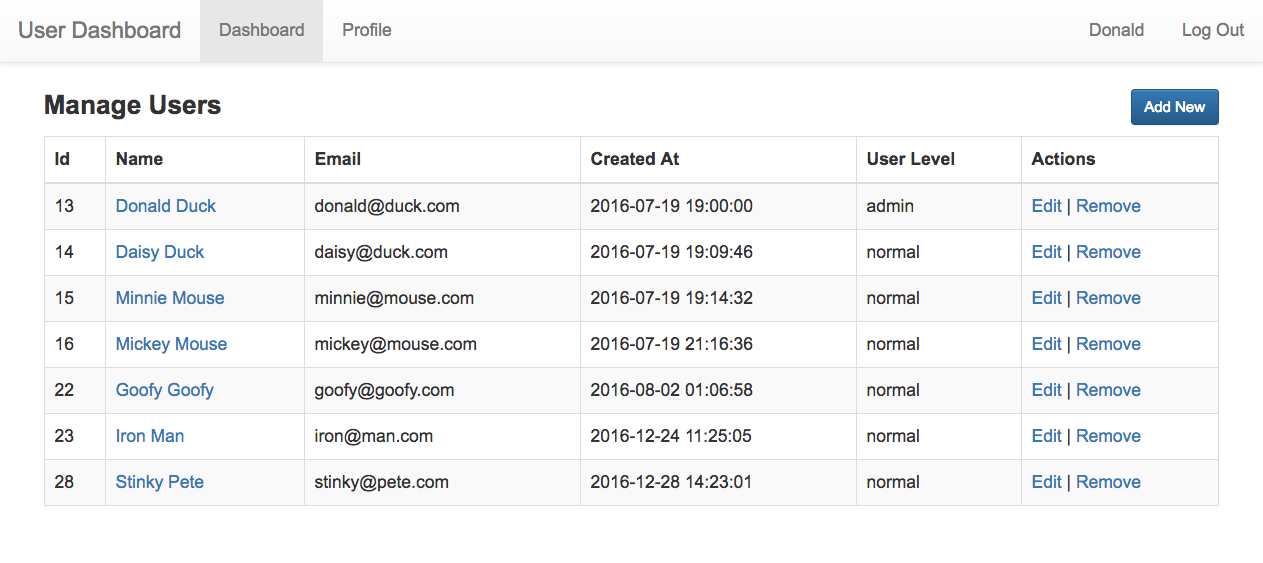 User Dashboard Dashboard Profile Donald Log Out
Manage Users Add New
Id Name Email Created At User Level Actions
13 Donald Duck donald@duck.com 2016-07-19 19:00:00 admin Edit | Remove
14 Daisy Duck daisy@duck.com 2016-07-19 19:09:46 normal Edit | Remove
15 Minnie Mouse minnie@mouse.com 2016-07-19 19:14:32 normal Edit | Remove
16 Mickey Mouse mickey@mouse.com 2016-07-19 21:16:36 normal Edit | Remove
22 Goofy Goofy goofy@goofy.com 2016-08-02 01:06:58 normal Edit | Remove
23 Iron Man iron@man.com 2016-12-24 11:25:05 normal Edit | Remove
28 Stinky Pete stinky@pete.com 2016-12-28 14:23:01 normal Edit | Remove